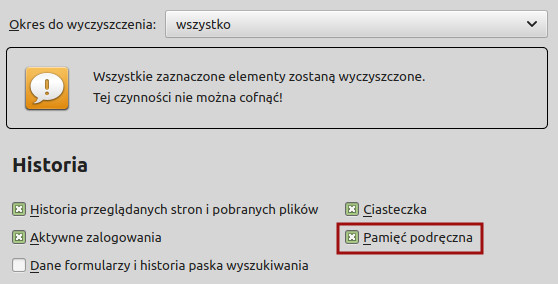 Okres do wyczyszczenia: wszystko
Wszystkie zaznaczone elementy zostaną wyczyszczone.
Tej czynności nie można cofnąć!
Historia
Historia przeglądanych stron i pobranych plików
Ciasteczka
Aktywne zalogowania
Pamięć podręczna
Dane formularzy i historia paska wyszukiwania